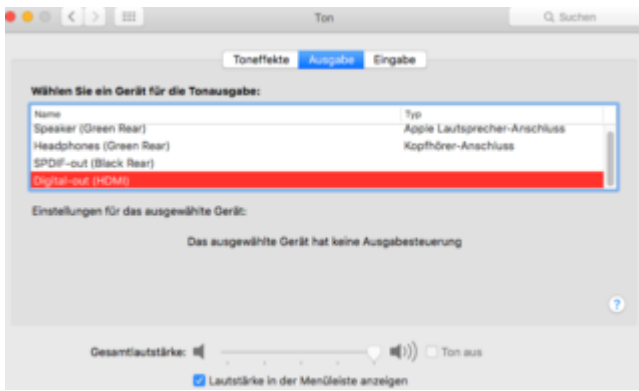 Ton
Suchen
Toneffekte Ausgabe Eingabe
Wählen Sie ein Gerät für die Tonausgabe:
Name Typ
Speaker (Green Rear) Apple Lautsprecher-Anschluss
Headphones (Green Rear) Kopfhörer-Anschluss
SPDIF-out (Black Rear)
Digital-out (HDMI)
Einstellungen für das ausgewählte Gerät:
Das ausgewählte Gerät hat keine Ausgabesteuerung
?
Gesamtlautstärke: Ton aus
Lautstärke in der Menüleiste anzeigen